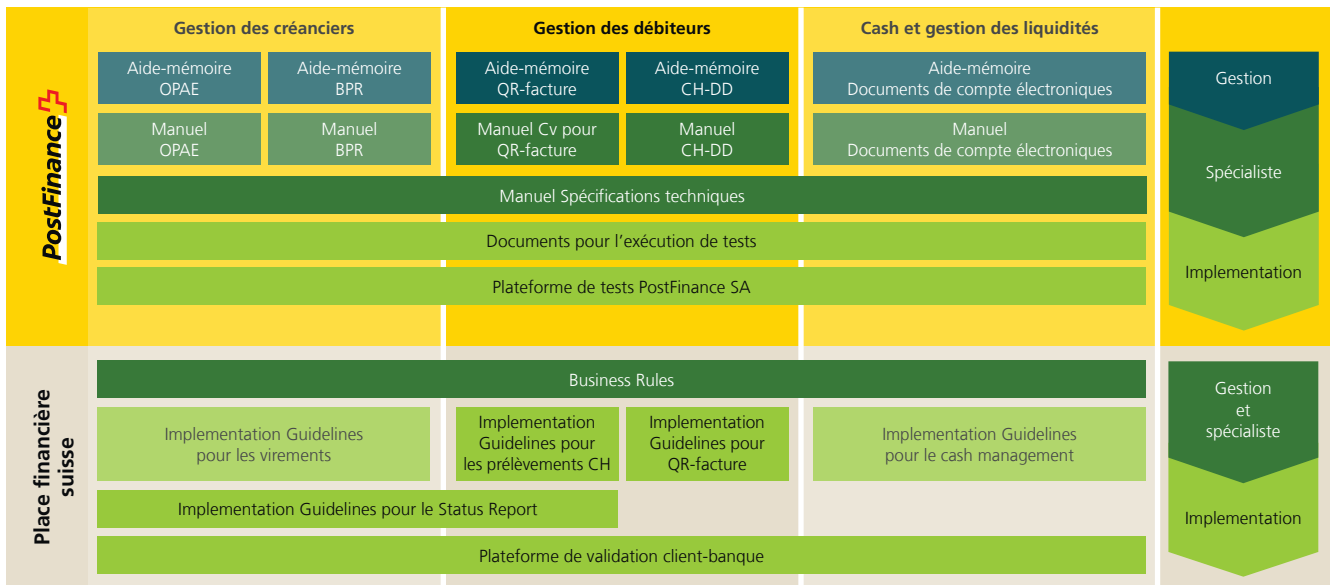 Gestion des créanciers
Gestion des débiteurs
Cash et gestion des liquidités
PostFinance
Aide-mémoire
OPAE
Aide-mémoire
BPR
Aide-mémoire
QR-facture
Aide-mémoire
CH-DD
Aide-mémoire
Documents de compte électroniques
Gestion
Manuel
OPAE
Manuel
BPR
Manuel Cv pour
QR-facture
Manuel
CH-DD
Manuel
Documents de compte électroniques
Spécialiste
Manuel Spécifications techniques
Documents pour l'exécution de tests
Plateforme de tests PostFinance SA
Implementation
Place financière
suisse
Business Rules
Gestion
et
spécialiste
Implementation Guidelines
pour les virements
Implementation
Guidelines pour
les prélèvements CH
Implementation
Guidelines pour
QR-facture
Implementation Guidelines
pour le cash management
Implementation Guidelines pour le Status Report
Implementation
Plateforme de validation client-banque